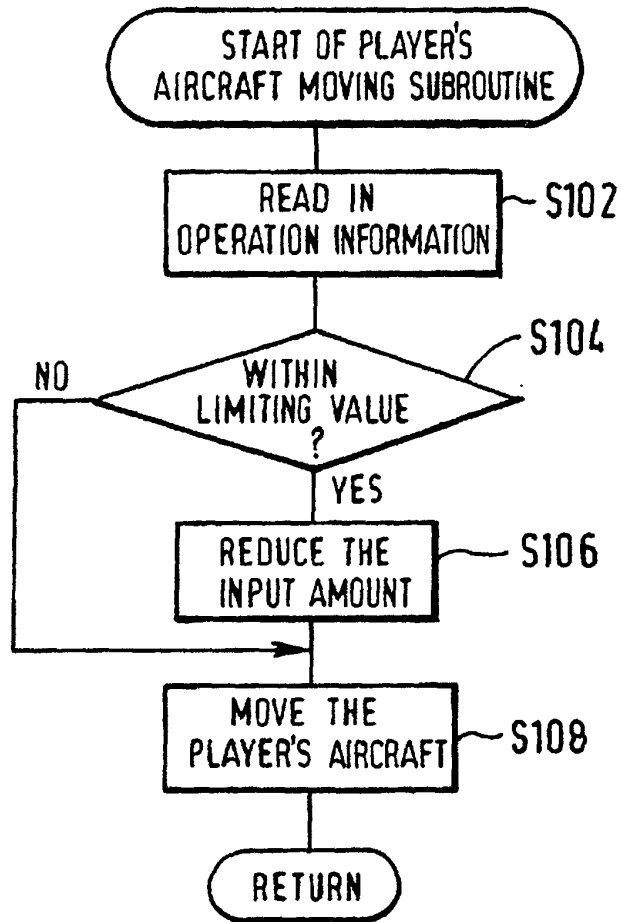 START OF PLAYER'S
AIRCRAFT MOVING SUBROUTINE
READ IN
OPERATION INFORMATION
S102
S104
NO
WITHIN
LIMITING VALUE
?
YES
REDUCE THE
INPUT AMOUNT
S106
MOVE THE
PLAYER'S AIRCRAFT
S108
RETURN